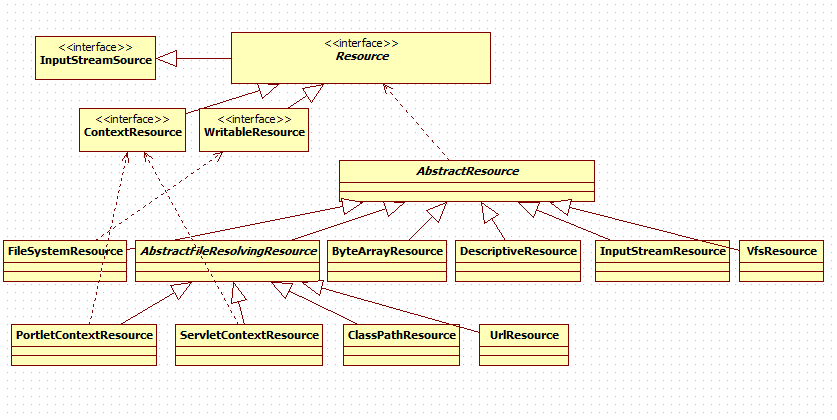 <<interface>>
InputStreamSource
<<interface>>
Resource
<<interface>>
ContextResource
<<interface>>
WritableResource
AbstractResource
FileSystemResource
AbstractFileResolvingResource
ByteArrayResource
DescriptiveResource
InputStreamResource
VfsResource
PortletContextResource
ServletContextResource
ClassPathResource
UrlResource